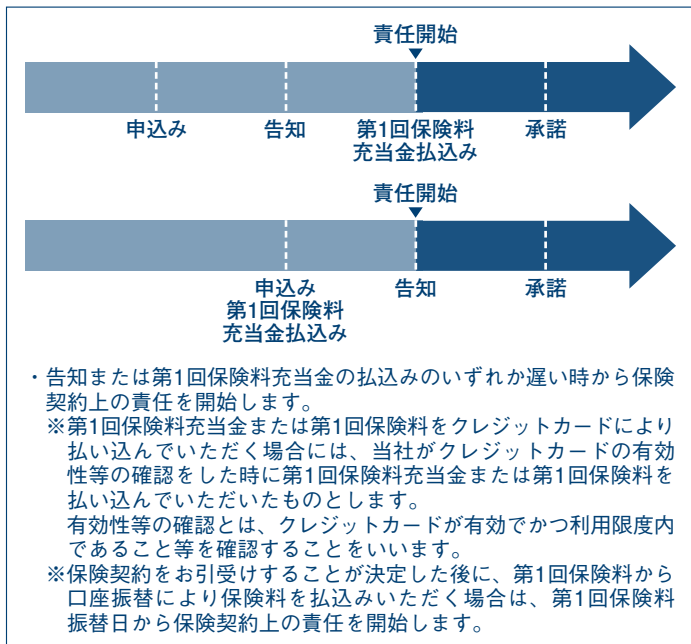 責任開始
申込み 告知 第1回保険料 承諾
充当金払込み
責任開始
申込み 告知 承諾
第1回保険料
充当金払込み
・告知または第1回保険料充当金の払込みのいずれか遅い時から保険
契約上の責任を開始します。
※第1回保険料充当金または第1回保険料をクレジットカードにより
払い込んでいただく場合には、当社がクレジットカードの有効
性等の確認をした時に第1回保険料充当金または第1回保険料を
払い込んでいただいたものとします。
有効性等の確認とは、クレジットカードが有効でかつ利用限度内
であること等を確認することをいいます。
※保険契約をお引受けすることが決定した後に、第1回保険料から
口座振替により保険料を払込みいただく場合は、第1回保険料
振替日から保険契約上の責任を開始します。